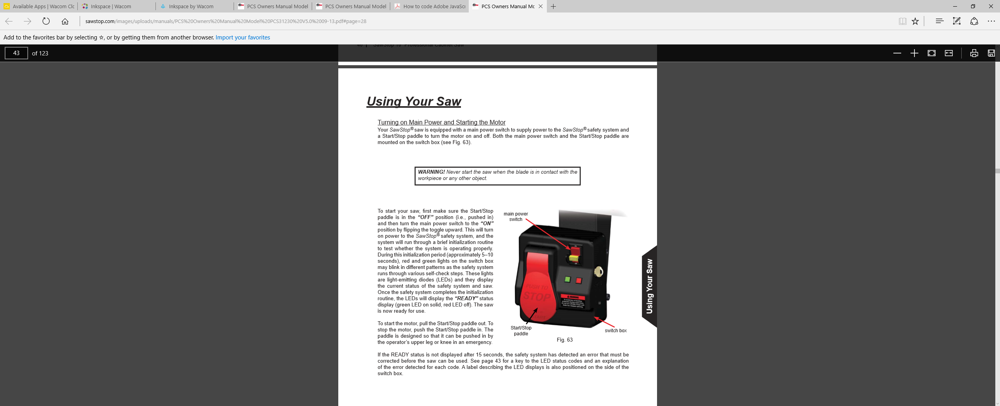 Available Apps | Wacom Clc
Inkspace | Wacom
Inkspace by Wacom
PCS Owners Manual Model
PCS Owners Manual Model
How to code Adobe JavaScr
PCS Owners Manual Mc
sawstop.com/images/uploads/manuals/PCS%20Owners%20Manual%20Model%20PCS31230%20V5.0%2009-13.pdf#page=28
Add to the favorites bar by selecting ☆, or by getting them from another browser. Import your favorites
43 of 123
40 | SawStop 10" Professional Cabinet Saw
Using Your Saw
Turning on Main Power and Starting the Motor
Your SawStop® saw is equipped with a main power switch to supply power to the SawStop® safety system and
a Start/Stop paddle to turn the motor on and off. Both the main power switch and the Start/Stop paddle are
mounted on the switch box (see Fig. 63).
WARNING! Never start the saw when the blade is in contact with the
workpiece or any other object.
To start your saw, first make sure the Start/Stop
paddle is in the “OFF” position (i.e., pushed in)
and then turn the main power switch to the “ON”
position by flipping the toggle upward. This will turn
on power to the SawStop® safety system, and the
system will run through a brief initialization routine
to test whether the system is operating properly.
During this initialization period (approximately 5–10
seconds), red and green lights on the switch box
may blink in different patterns as the safety system
runs through various self-check steps. These lights
are light-emitting diodes (LEDs) and they display
the current status of the safety system and saw.
Once the safety system completes the initialization
routine, the LEDs will display the “READY” status
display (green LED on solid, red LED off). The saw
is now ready for use.
To start the motor, pull the Start/Stop paddle out. To
stop the motor, push the Start/Stop paddle in. The
paddle is designed so that it can be pushed in by
the operator’s upper leg or knee in an emergency.
main power
switch
PUSH TO
STOP
WARNING
Start/Stop
paddle
switch box
Fig. 63
Using Your Saw
If the READY status is not displayed after 15 seconds, the safety system has detected an error that must be
corrected before the saw can be used. See page 43 for a key to the LED status codes and an explanation
of the error detected for each code. A label describing the LED displays is also positioned on the side of the
switch box.